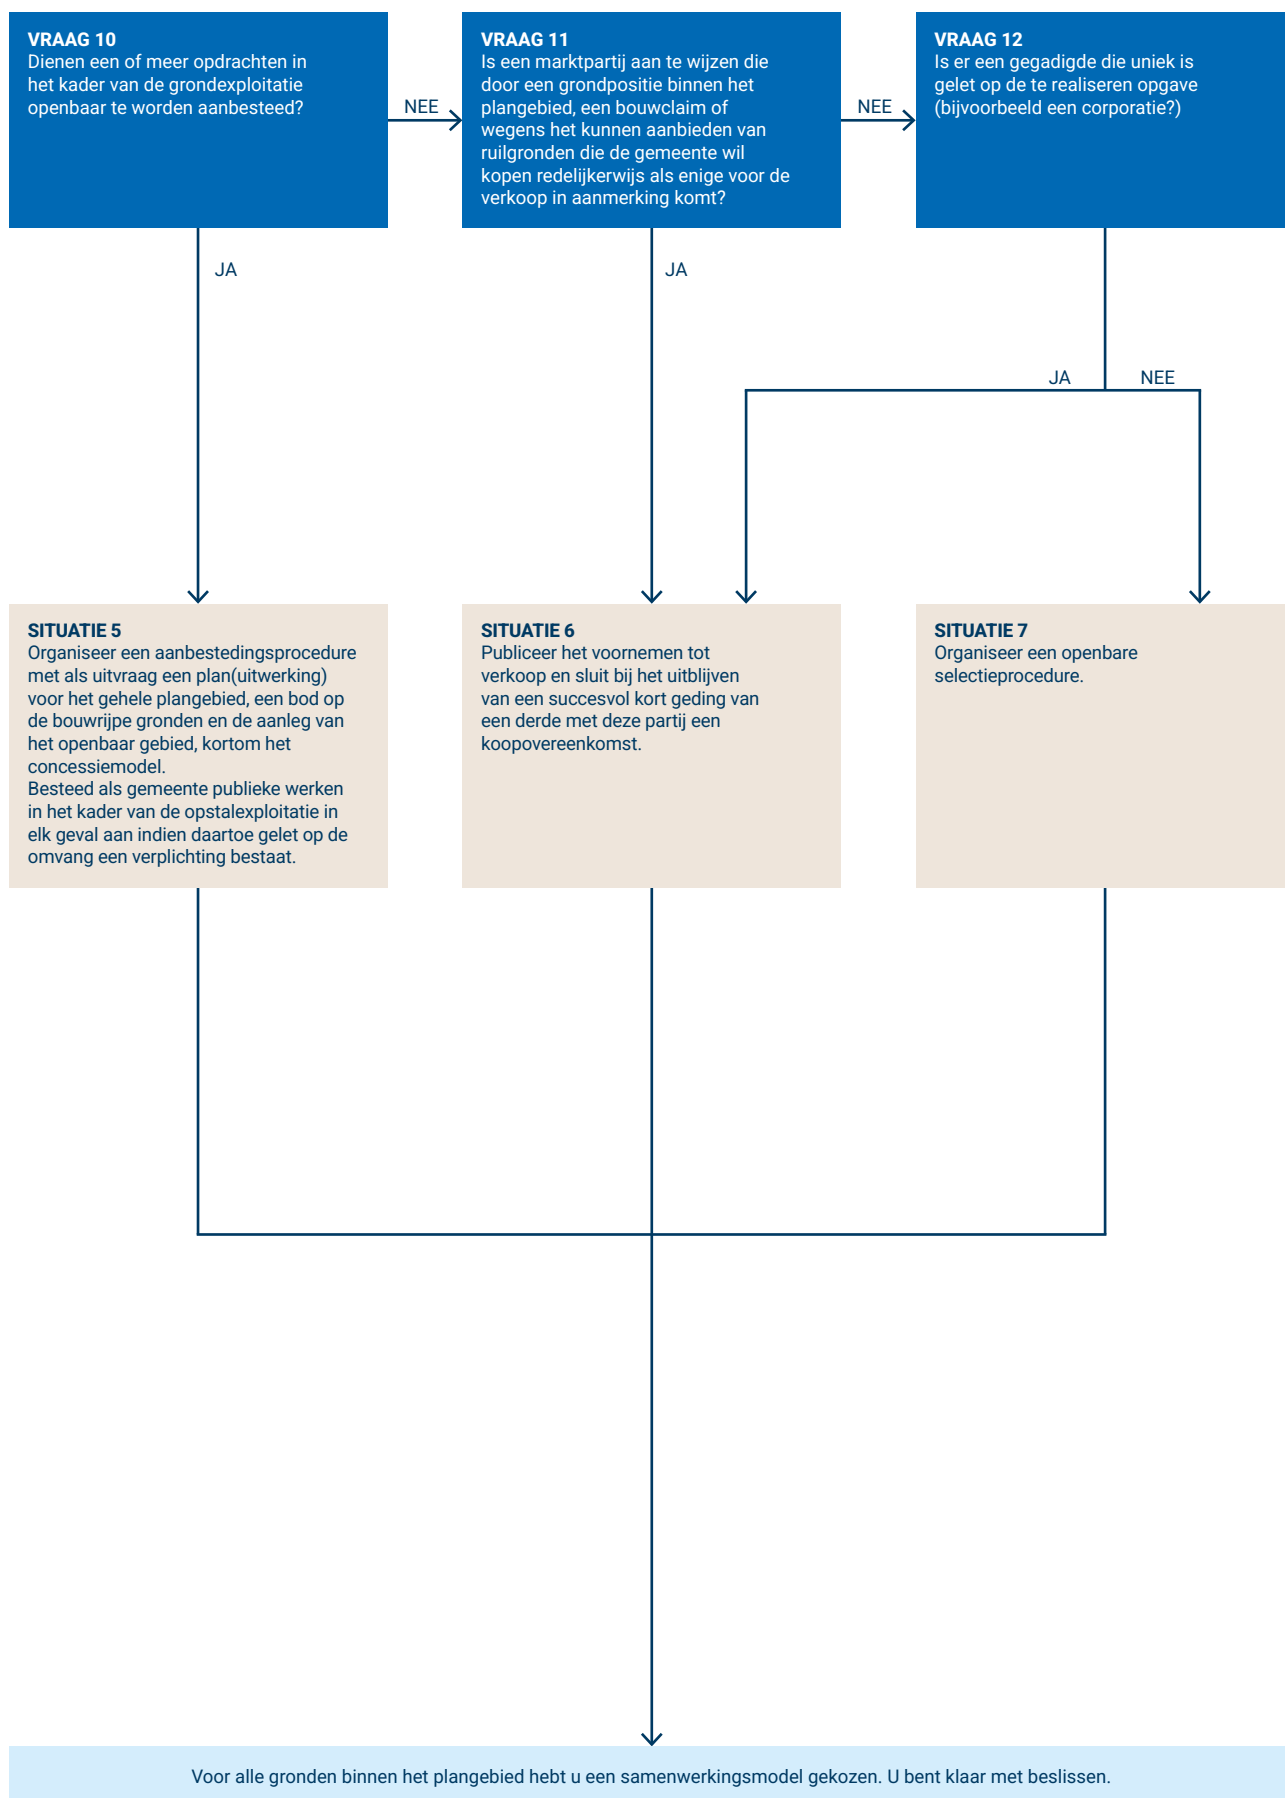 VRAAG 10
Dienen een of meer opdrachten in
het kader van de grondexploitatie
openbaar te worden aanbesteed?
NEE
VRAAG 11
Is een marktpartij aan te wijzen die
door een grondpositie binnen het
plangebied, een bouwclaim of
wegens het kunnen aanbieden van
ruilgronden die de gemeente wil
kopen redelijkerwijs als enige voor de
verkoop in aanmerking komt?
NEE
VRAAG 12
Is er een gegadigde die uniek is
gelet op de te realiseren opgave
(bijvoorbeeld een corporatie?)
JA
JA
JA
NEE
SITUATIE 5
Organiseer een aanbestedingsprocedure
met als uitvraag een plan(uitwerking)
voor het gehele plangebied, een bod op
de bouwrijpe gronden en de aanleg van
het openbaar gebied, kortom het
concessiemodel.
Besteed als gemeente publieke werken
in het kader van de opstalexploitatie in
elk geval aan indien daartoe gelet op de
omvang een verplichting bestaat.
SITUATIE 6
Publiceer het voornemen tot
verkoop en sluit bij het uitblijven
van een succesvol kort geding van
een derde met deze partij een
koopovereenkomst.
SITUATIE 7
Organiseer een openbare
selectieprocedure.
Voor alle gronden binnen het plangebied hebt u een samenwerkingsmodel gekozen. U bent klaar met beslissen.